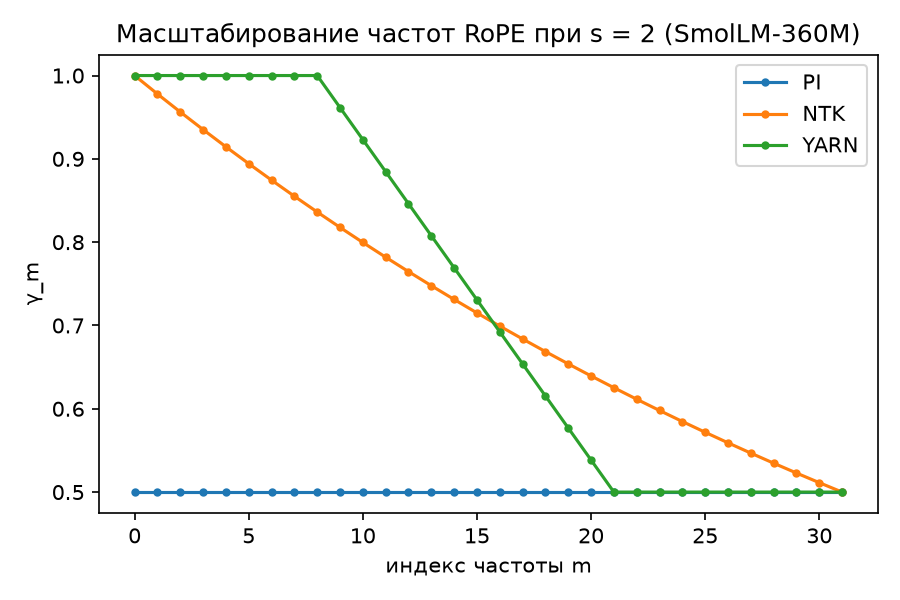 Масштабирование частот RoPE при s = 2 (SmolLM-360M)
PI
NTK
YARN
1.0
0.9
0.8
0.7
0.6
0.5
γ_m
0 5 10 15 20 25 30
индекс частоты m